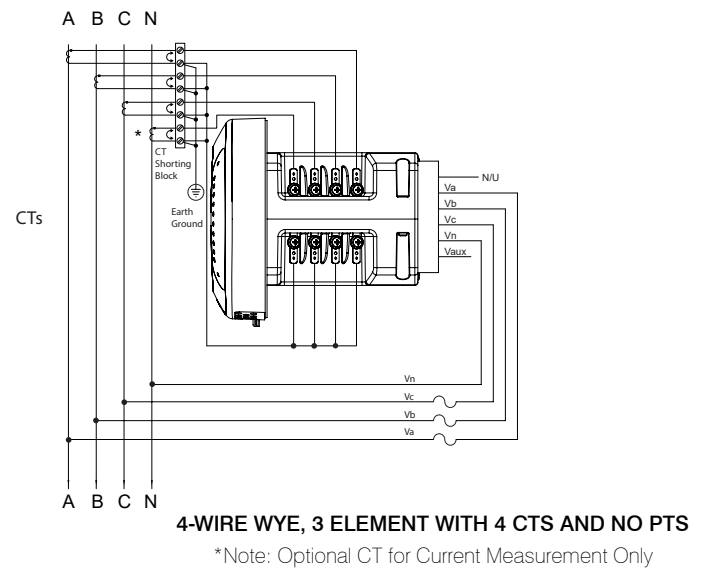 A B C N
*
CT
Shorting
Block
Earth
Ground
CTs
N/U
Va
Vb
Vc
Vn
Vaux
Vn
Vc
Vb
Va
A B C N
4-WIRE WYE, 3 ELEMENT WITH 4 CTS AND NO PTS
*Note: Optional CT for Current Measurement Only